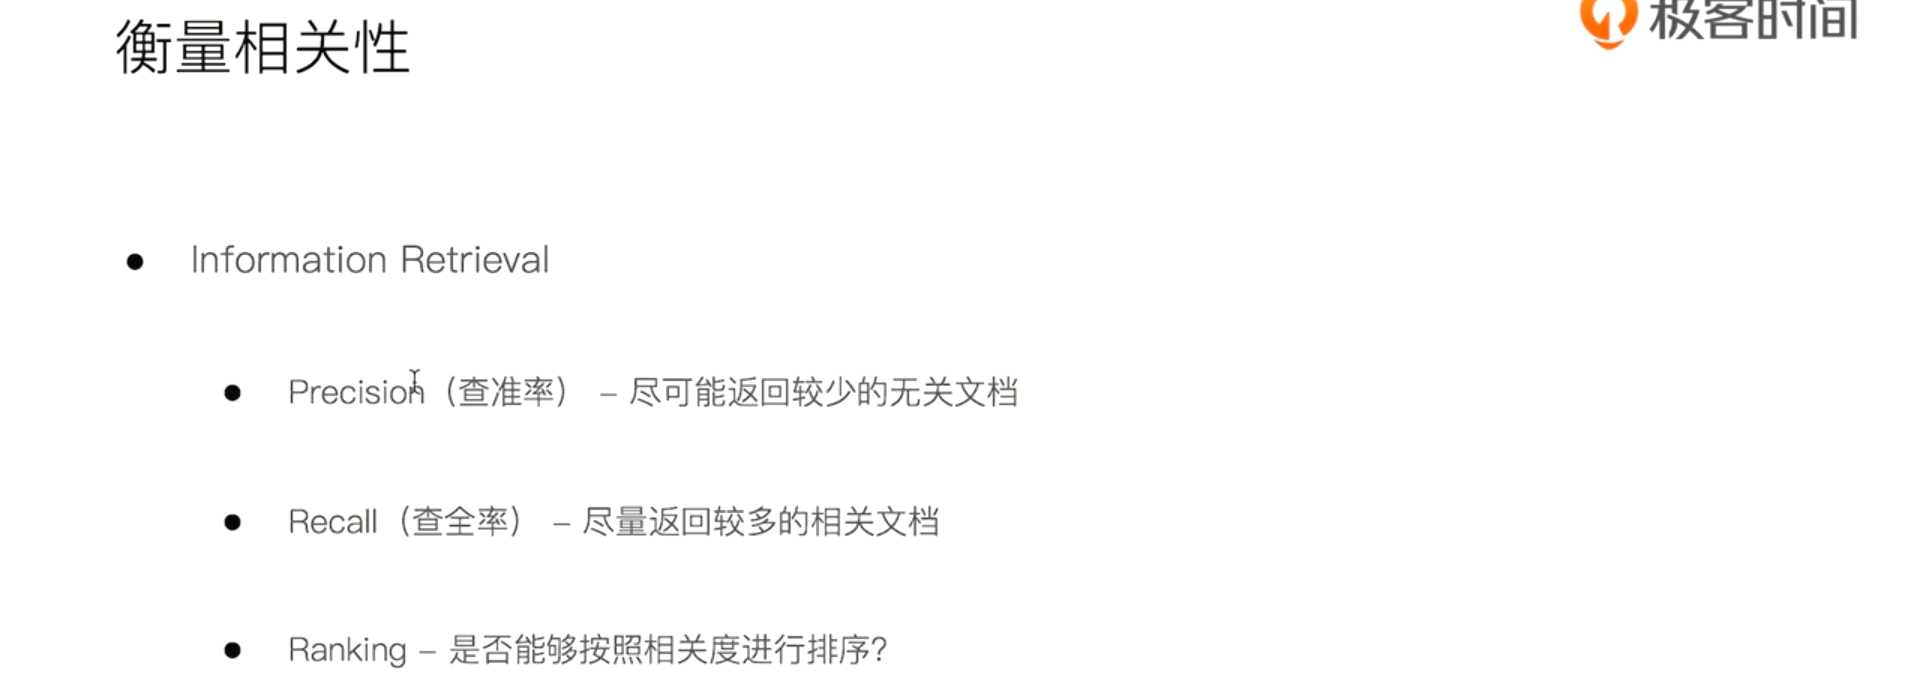 衡量相关性
极客时间
Information Retrieval
Precision（查准率） – 尽可能返回较少的无关文档
Recall（查全率） – 尽量返回较多的相关文档
Ranking – 是否能够按照相关度进行排序?